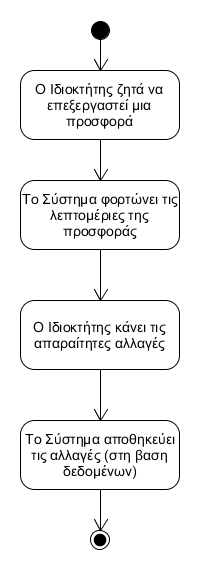 Ο Ιδιοκτήτης ζητά να
επεξεργαστεί μια
προσφορά
Το Σύστημα φορτώνει τις
λεπτομέριες της
προσφοράς
Ο Ιδιοκτήτης κάνει τις
απαραίτητες αλλαγές
Το Σύστημα αποθηκεύει
τις αλλαγές (στη βαση
δεδομένων)